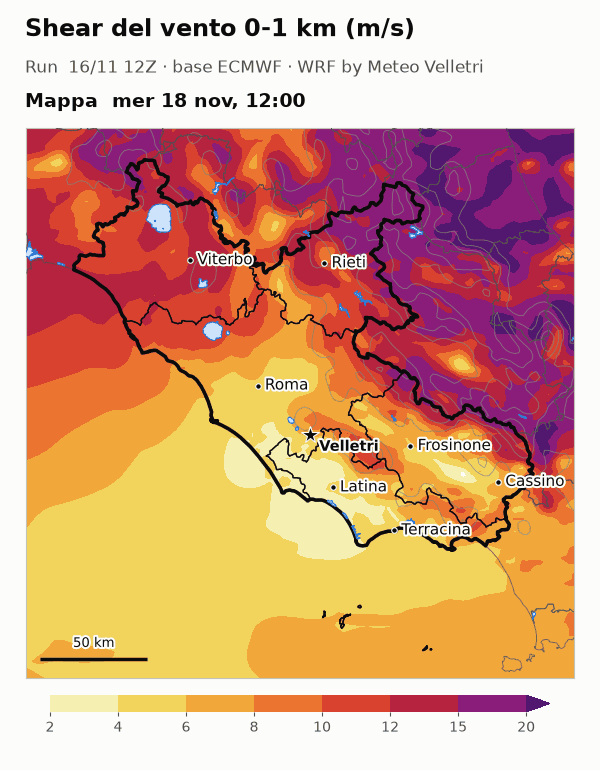 Shear del vento 0-1 km (m/s)
Run  16/11 12Z · base ECMWF · WRF by Meteo Velletri
Mappa  mer 18 nov, 12:00
Viterbo
Rieti
Roma
Velletri
Frosinone
Latina
Cassino
Terracina
50 km
2 4 6 8 10 12 15 20